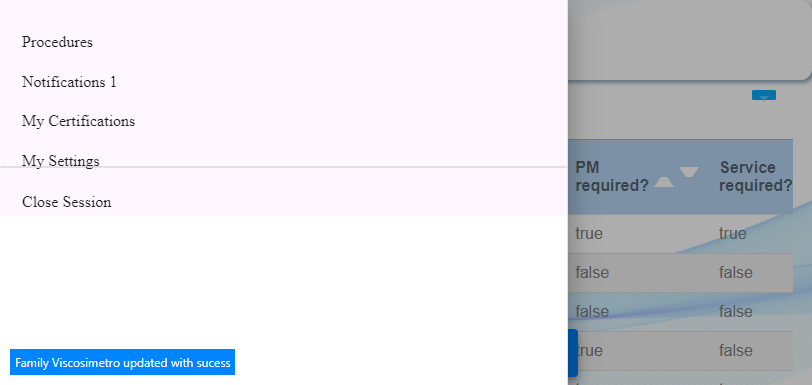 Procedures
Notifications 1
My Certifications
My Settings
Close Session
Family Viscosimetro updated with sucess
PM required?
Service required?
true true
false false
false false
true false